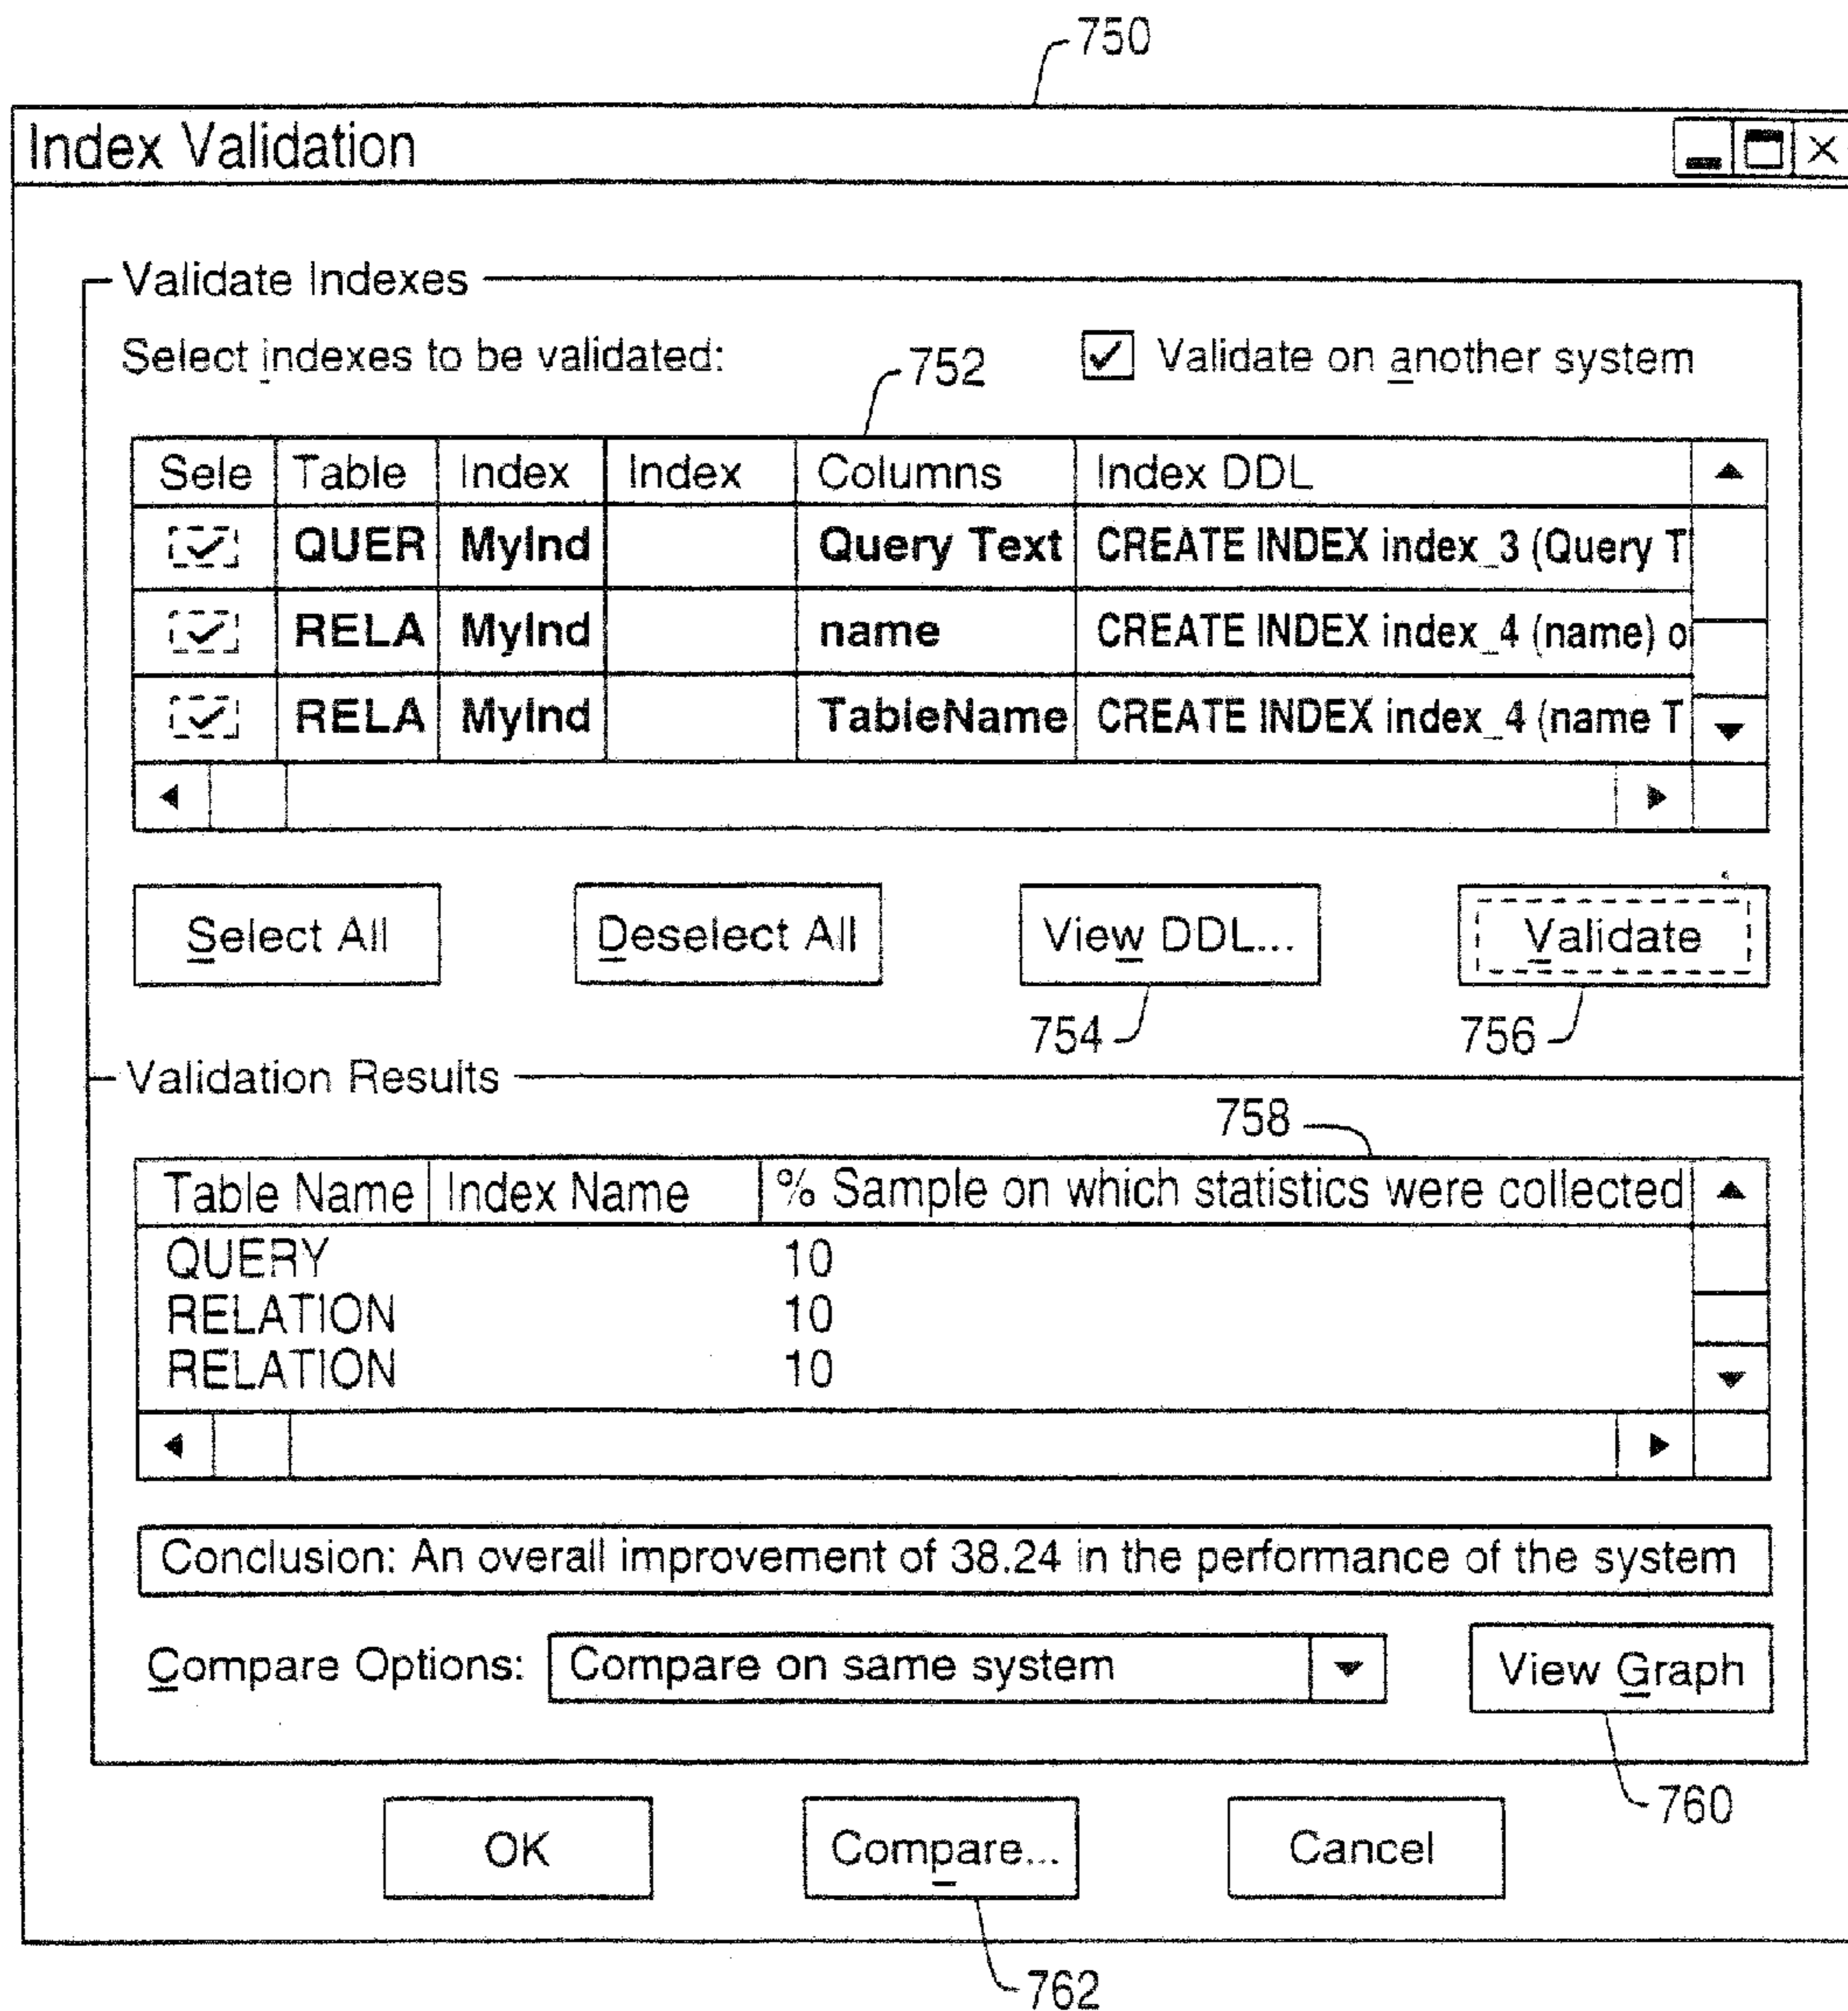 750
Index Validation
Validate Indexes
Select indexes to be validated:
752
Validate on another system
Sele Table Index Index Columns Index DDL
QUER MyInd Query Text CREATE INDEX index_3 (Query T
RELA MyInd name CREATE INDEX index_4 (name) o
RELA MyInd TableName CREATE INDEX index_4 (name T
Select All Deselect All View DDL... Validate
754 756
Validation Results
758
Table Name Index Name % Sample on which statistics were collected
QUERY 10
RELATION 10
RELATION 10
Conclusion: An overall improvement of 38.24 in the performance of the system
Compare Options: Compare on same system View Graph
760
OK Compare... Cancel
762